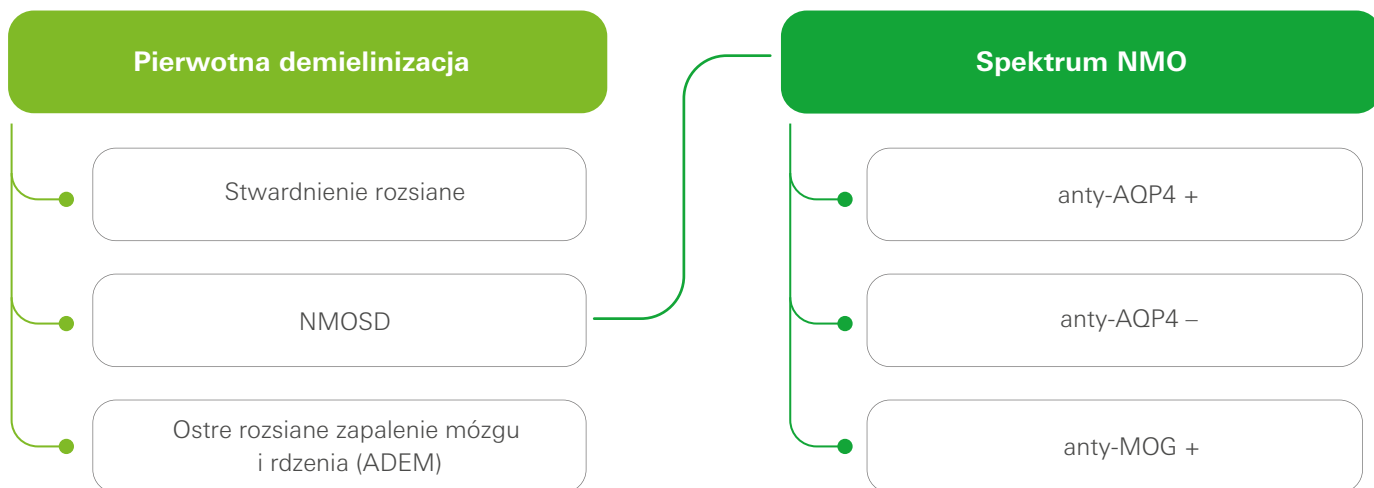 Pierwotna demielinizacja
Stwardnienie rozsiane
NMOSD
Ostre rozsiane zapalenie mózgu
i rdzenia (ADEM)
Spektrum NMO
anty-AQP4 +
anty-AQP4 –
anty-MOG +